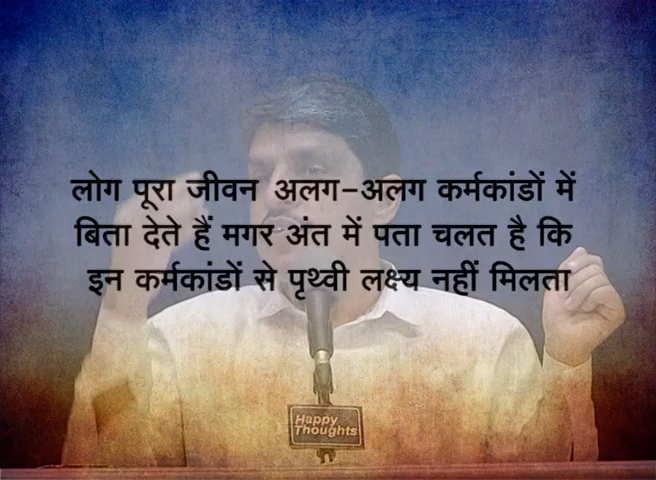 लोग पूरा जीवन अलग-अलग कर्मकांडों में
बिता देते हैं मगर अंत में पता चलत है कि
इन कर्मकांडों से पृथ्वी लक्ष्य नहीं मिलता
Happy
Thoughts